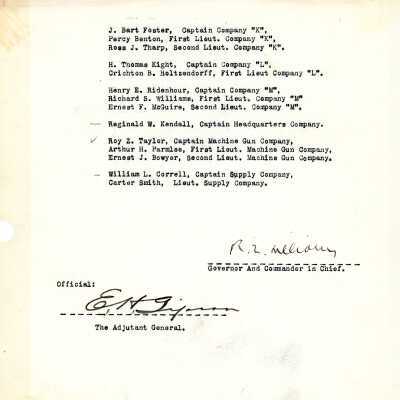 J. Bart Foster, Captain Company "K",
Percy Benton, First Lieut. Company "K",
Ross J. Tharp, Second Lieut. Company "K".
H. Thomas Kight, Captain Company "L",
Crichton B. Holtzendorff, First Lieut. Company "L".
Henry E. Ridenhour, Captain Company "M"
Richard S. Williams, First Lieut. Company "M"
Ernest F. McGuire, Second Lieut. Company "M".
Reginald W. Kendall, Captain Headquarters Company.
Roy Z. Taylor, Captain Machine Gun Company,
Arthur H. Parmlee, First Lieut. Machine Gun Company,
Ernest J. Bowyer, Second Lieut. Machine Gun Company.
William L. Correll, Captain Supply Company,
Carter Smith, Lieut. Supply Company.
Governor And Commander in Chief.
Official:
The Adjutant General.